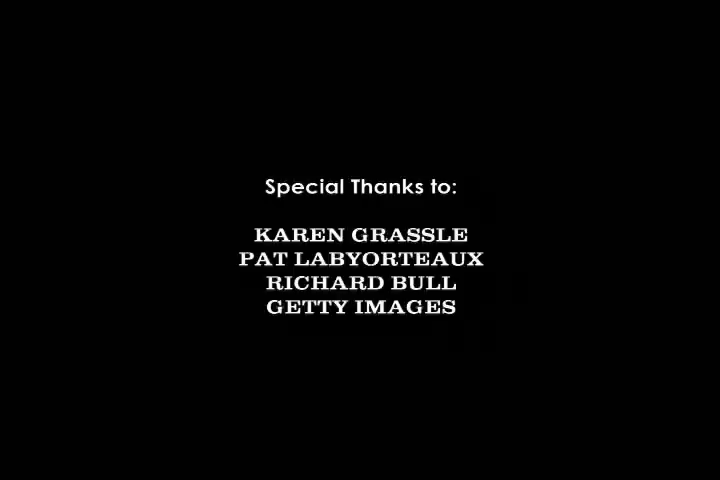 Special Thanks to:
KAREN GRASSLE
PAT LABYORTEAUX
RICHARD BULL
GETTY IMAGES